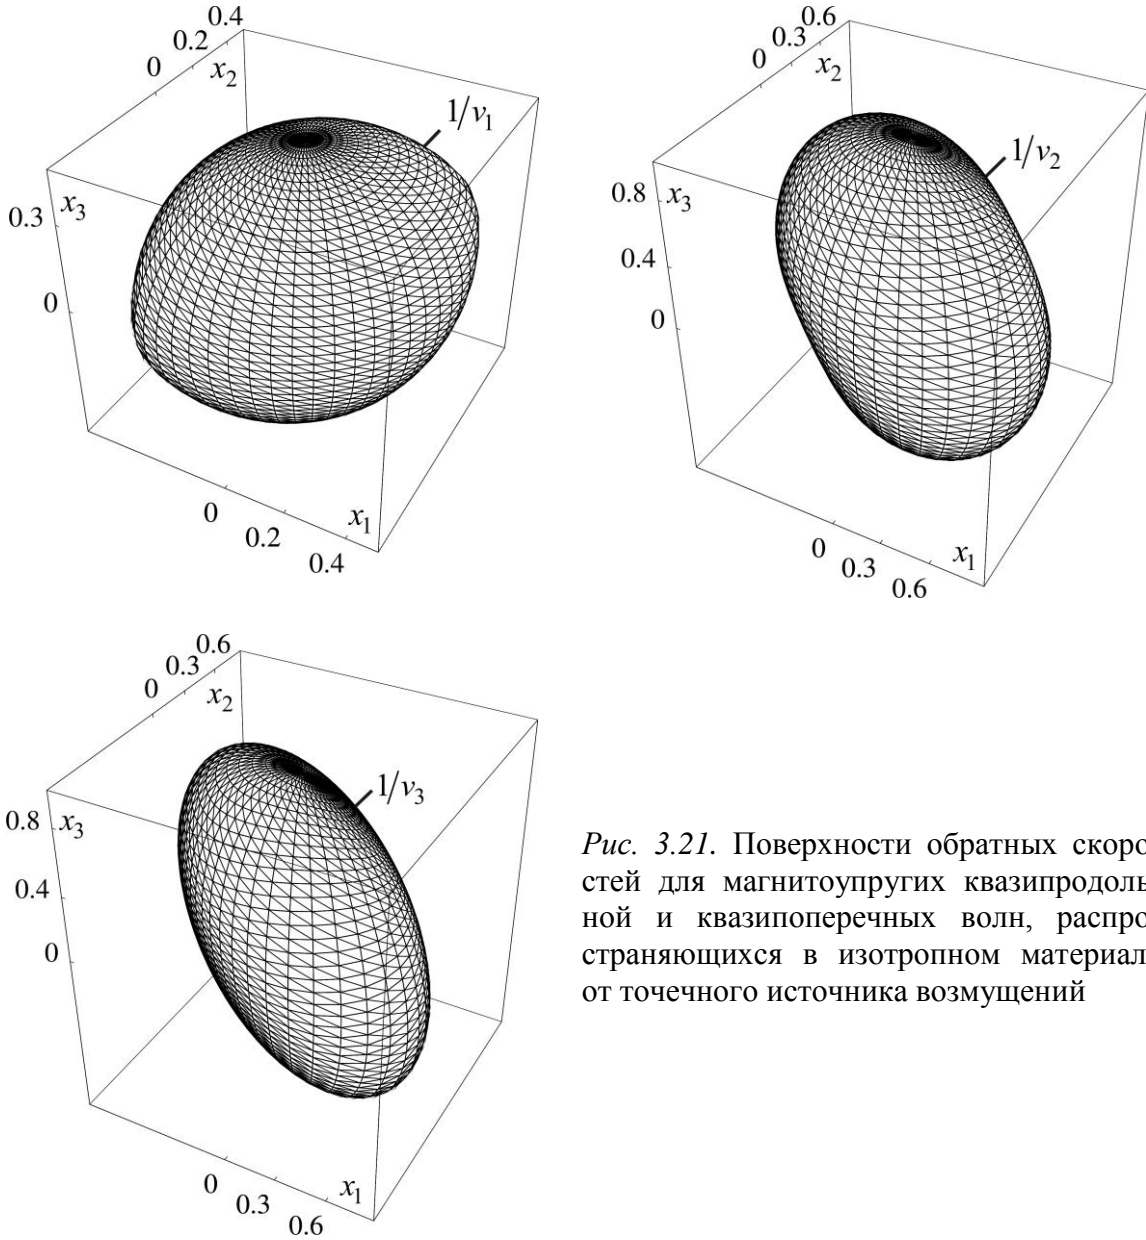 0.4
0.2
0
x₂
1/v₁
x₃
0.3
0
0
0.2
0.4
x₁
0.6
0.3
0
x₂
1/v₂
0.8
x₃
0.4
0
0
0.3
0.6
x₁
0.6
0.3
0
x₂
1/v₃
0.8
x₃
0.4
0
0
0.3
0.6
x₁
Рис. 3.21. Поверхности обратных скоро
стей для магнитоупругих квазипродоль
ной и квазипоперечных волн, распро
страняющихся в изотропном материал
от точечного источника возмущений